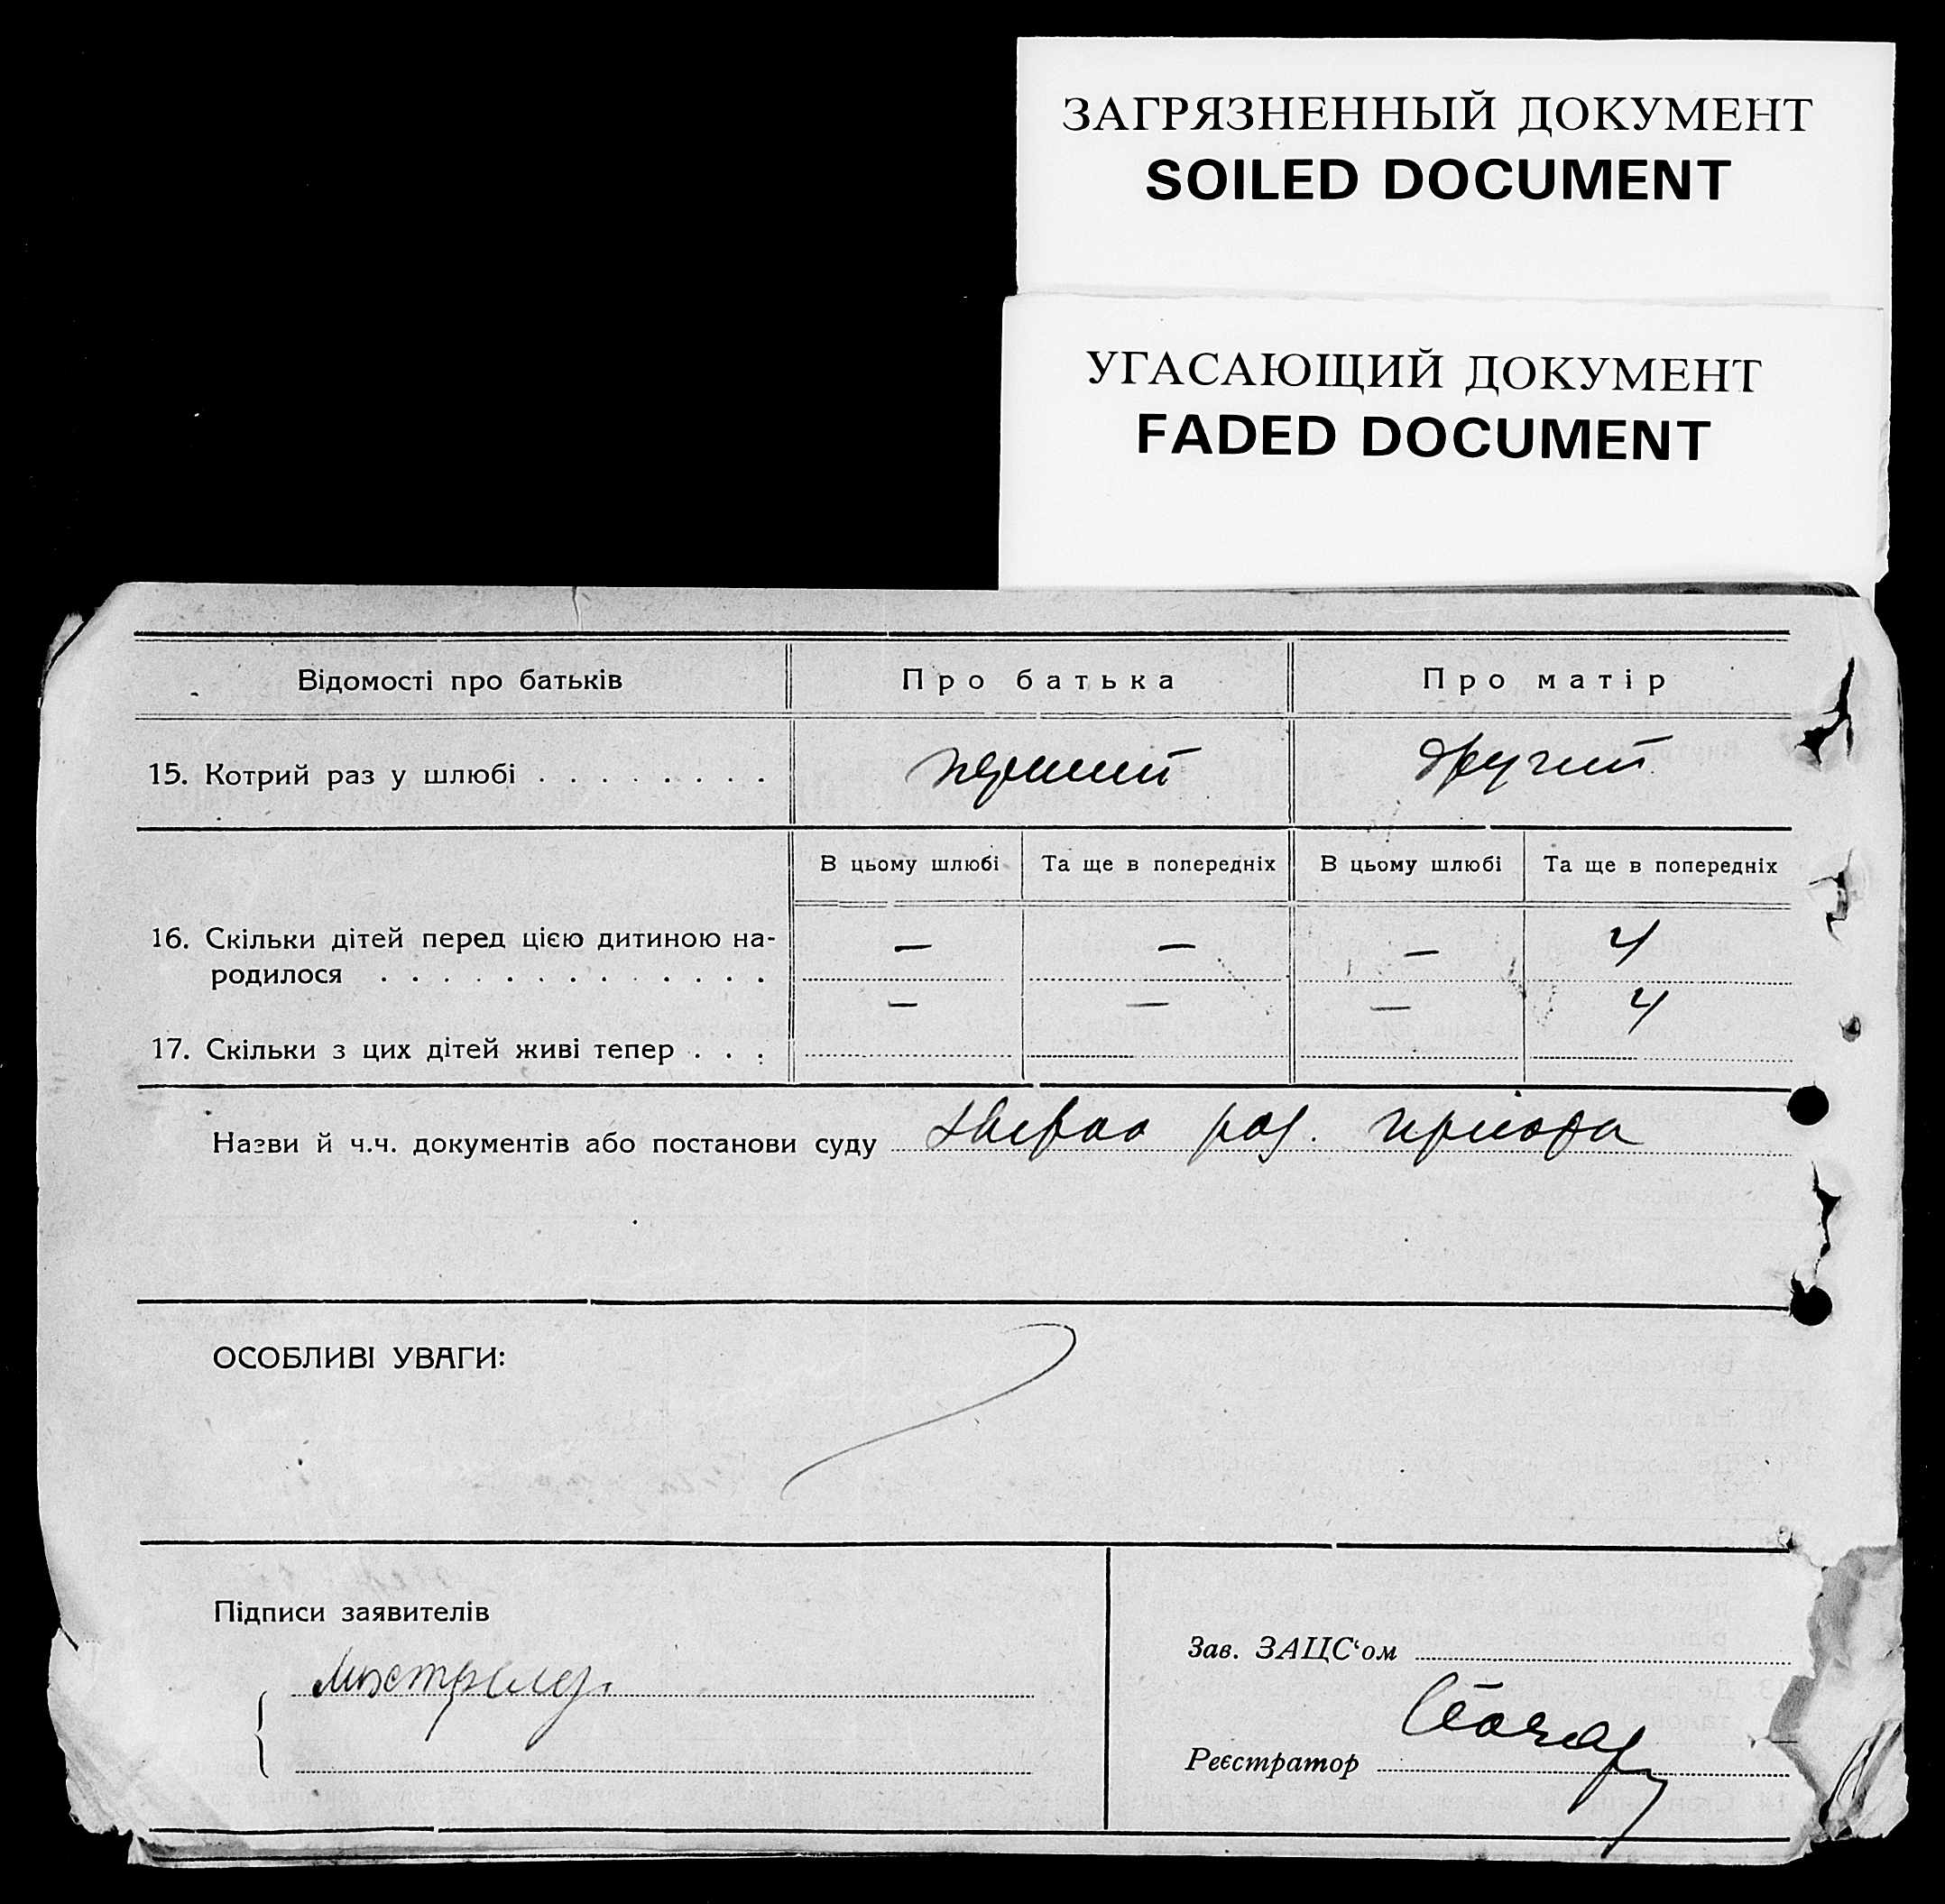 ЗАГРЯЗНЕННЫЙ ДОКУМЕНТ
SOILED DOCUMENT
УГАСАЮЩИЙ ДОКУМЕНТ
FADED DOCUMENT
Відомості про батьків Про батька Про матір
15. Котрий раз у шлюбі . . . . . . . . перший другий
В цьому шлюбі Та ще в попередніх В цьому шлюбі Та ще в попередніх
16. Скільки дітей перед цією дитиною на-
родилося . . . . . . . . . . . . . — — — 4
17. Скільки з цих дітей живі тепер . . . — — — 4
Назви й ч.ч. документів або постанови суду
ОСОБЛИВІ УВАГИ:
Підписи заявителів
Зав. ЗАЦС‘ом
Реєстратор